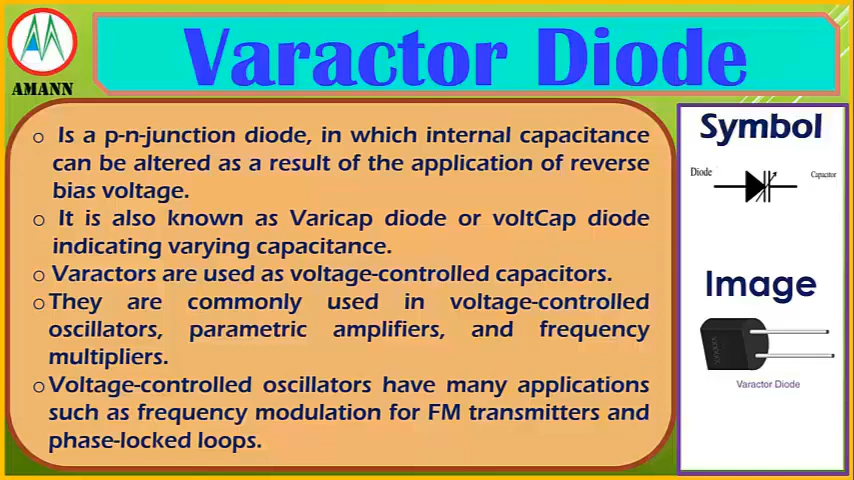 AMANN
Varactor Diode
o Is a p-n-junction diode, in which internal capacitance
can be altered as a result of the application of reverse
bias voltage.
o It is also known as Varicap diode or voltCap diode
indicating varying capacitance.
o Varactors are used as voltage-controlled capacitors.
o They are commonly used in voltage-controlled
oscillators, parametric amplifiers, and frequency
multipliers.
o Voltage-controlled oscillators have many applications
such as frequency modulation for FM transmitters and
phase-locked loops.
Symbol
Diode
Capacitor
Image
Varactor Diode